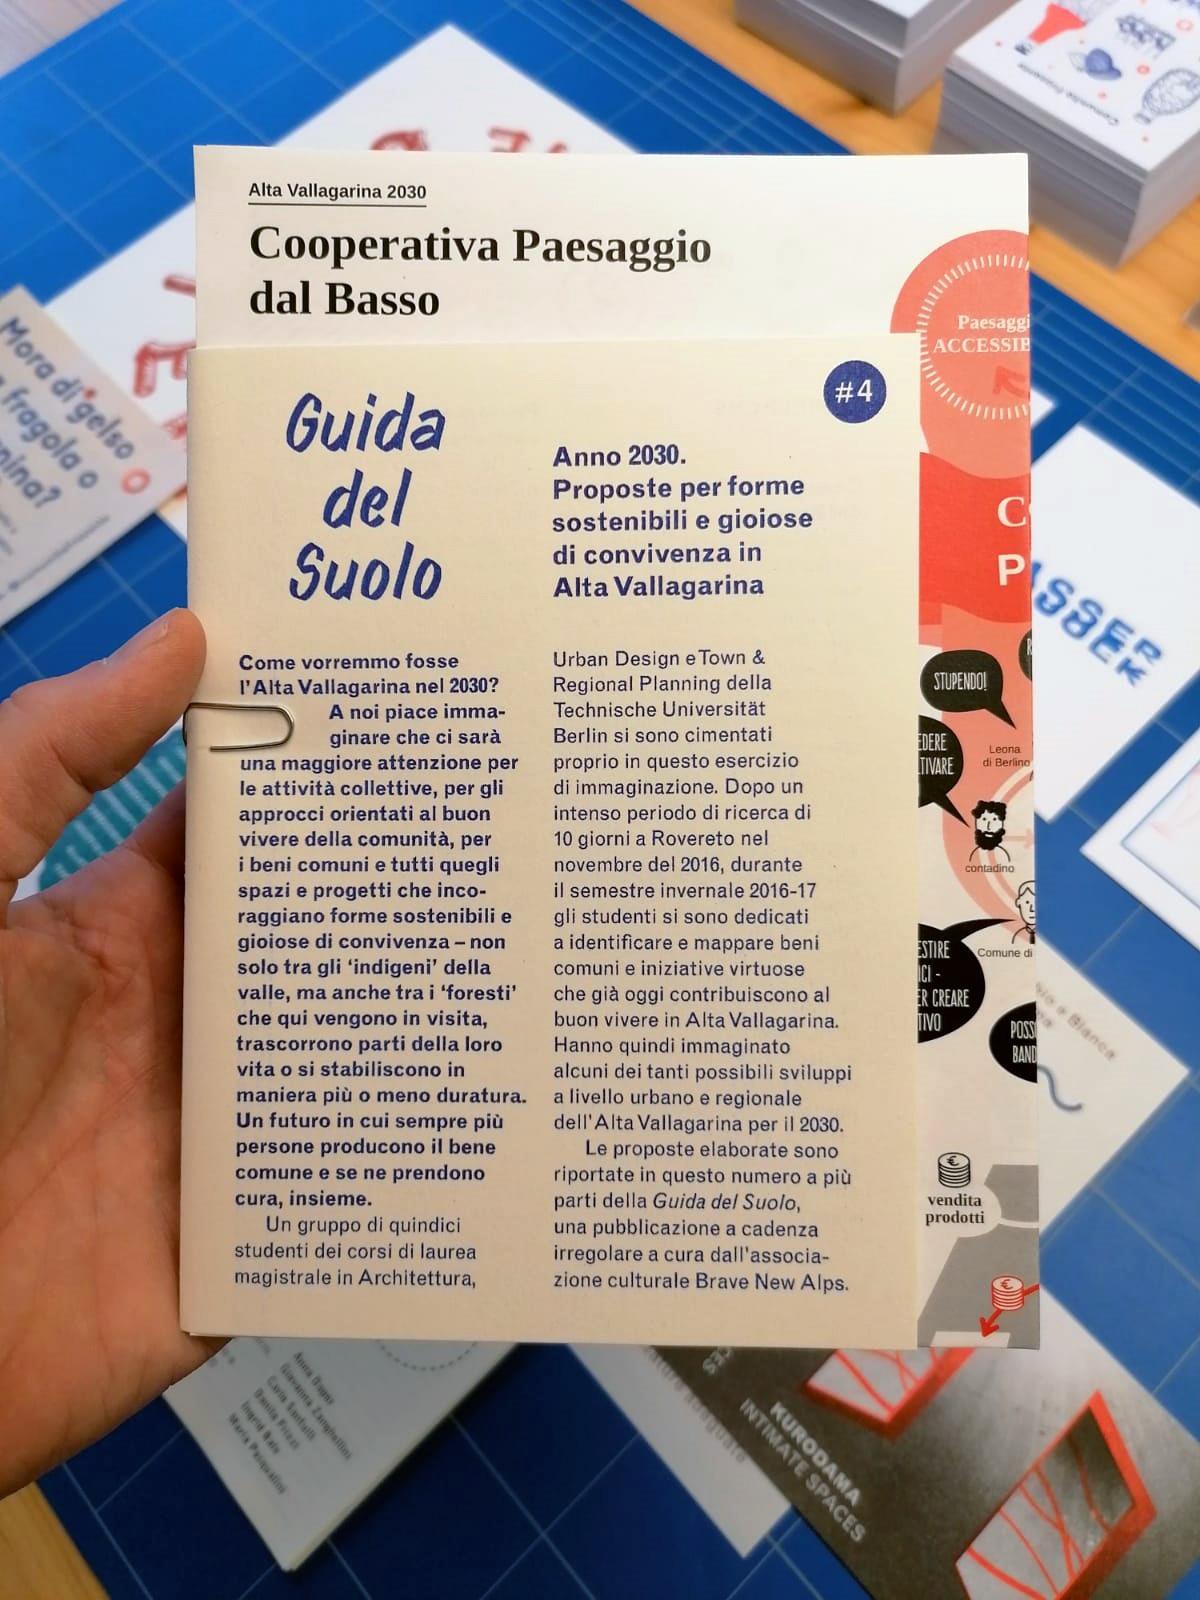 Alta Vallagarina 2030
Cooperativa Paesaggio
dal Basso
Guida
del
Suolo
#4
Anno 2030.
Proposte per forme
sostenibili e gioiose
di convivenza in
Alta Vallagarina
Come vorremmo fosse
l'Alta Vallagarina nel 2030?
A noi piace imma-
ginare che ci sarà
una maggiore attenzione per
le attività collettive, per gli
approcci orientati al buon
vivere della comunità, per
i beni comuni e tutti quegli
spazi e progetti che inco-
raggiano forme sostenibili e
gioiose di convivenza – non
solo tra gli ‘indigeni’ della
valle, ma anche tra i ‘foresti’
che qui vengono in visita,
trascorrono parti della loro
vita o si stabiliscono in
maniera più o meno duratura.
Un futuro in cui sempre più
persone producono il bene
comune e se ne prendono
cura, insieme.
Un gruppo di quindici
studenti dei corsi di laurea
magistrale in Architettura,
Urban Design e Town &
Regional Planning della
Technische Universität
Berlin si sono cimentati
proprio in questo esercizio
di immaginazione. Dopo un
intenso periodo di ricerca di
10 giorni a Rovereto nel
novembre del 2016, durante
il semestre invernale 2016-17
gli studenti si sono dedicati
a identificare e mappare beni
comuni e iniziative virtuose
che già oggi contribuiscono al
buon vivere in Alta Vallagarina.
Hanno quindi immaginato
alcuni dei tanti possibili sviluppi
a livello urbano e regionale
dell'Alta Vallagarina per il 2030.
Le proposte elaborate sono
riportate in questo numero a più
parti della Guida del Suolo,
una pubblicazione a cadenza
irregolare a cura dall'associa-
zione culturale Brave New Alps.
Paesaggi
ACCESSIB
STUPENDO!
Leona
di Berlino
EDERE
TIVARE
contadino
Comune di
ESTIRE
ICI -
ER CREARE
TIVO
POSS
BAND
vendita
prodotti
Mora di gelso
fragola o
KURODAMA
INTIMATE SPACES